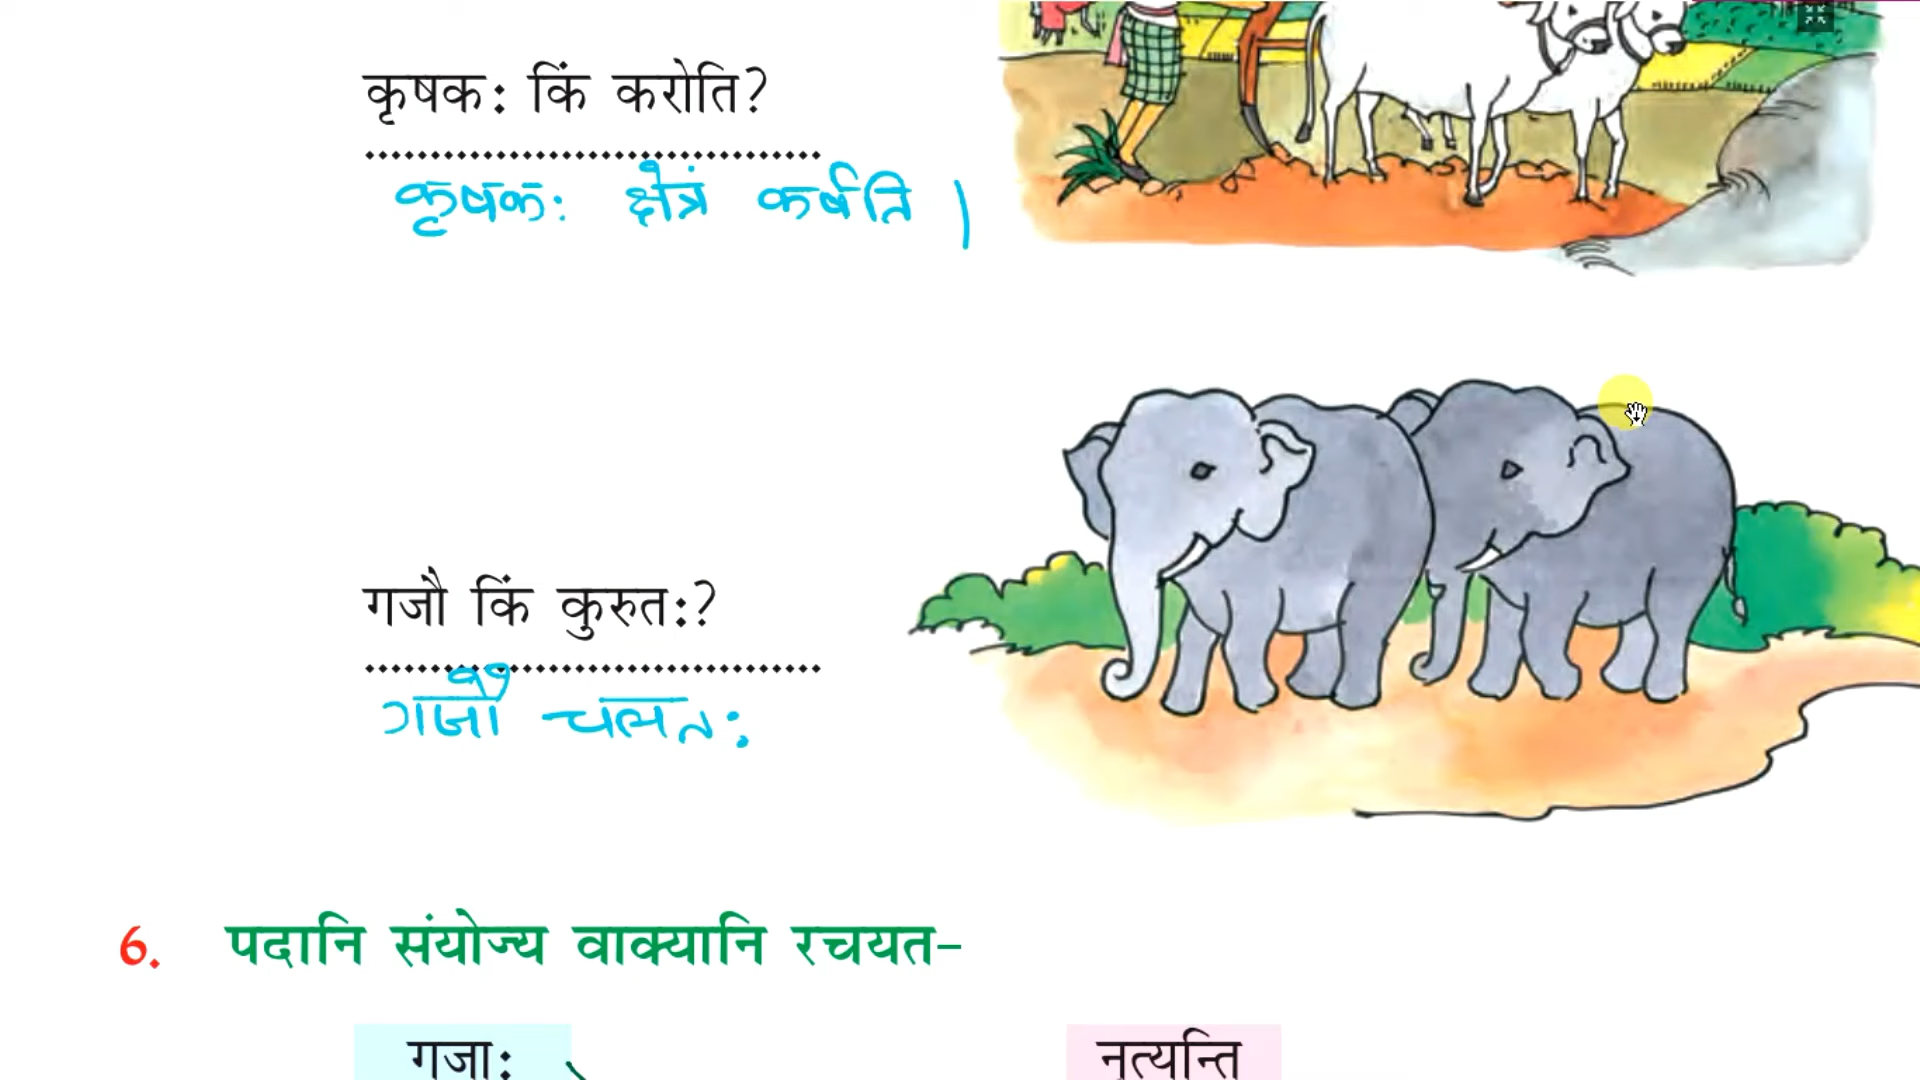 कृषकः किं करोति?
कृषकः क्षेत्रं कर्षति ।
गजौ किं कुरुतः?
गजौ चलतः
6. पदानि संयोज्य वाक्यानि रचयत-
गजाः नृत्यन्ति